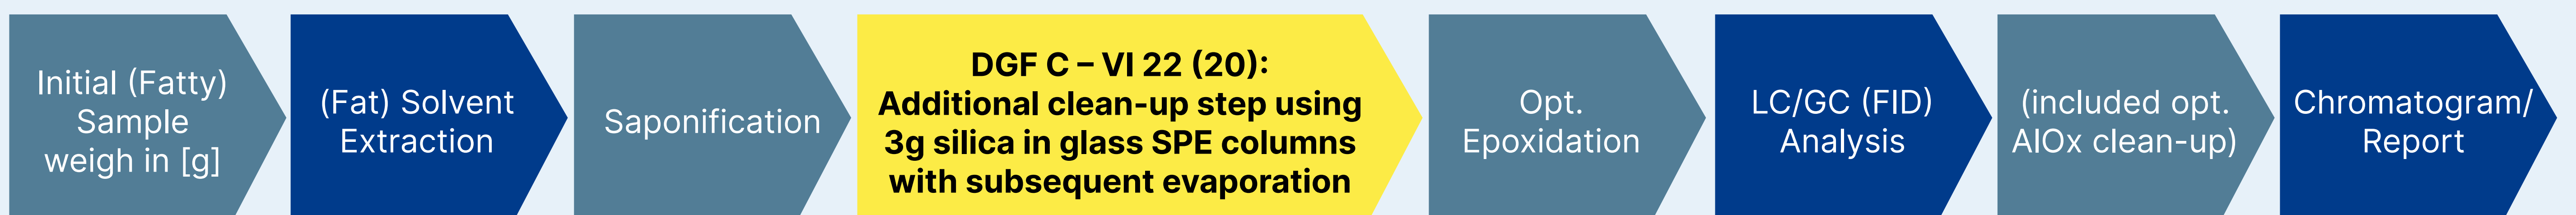 Initial (Fatty)
Sample
weigh in [g]
(Fat) Solvent
Extraction
Saponification
DGF C – VI 22 (20):
Additional clean-up step using
3g silica in glass SPE columns
with subsequent evaporation
Opt.
Epoxidation
LC/GC (FID)
Analysis
(included opt.
AlOx clean-up)
Chromatogram/
Report